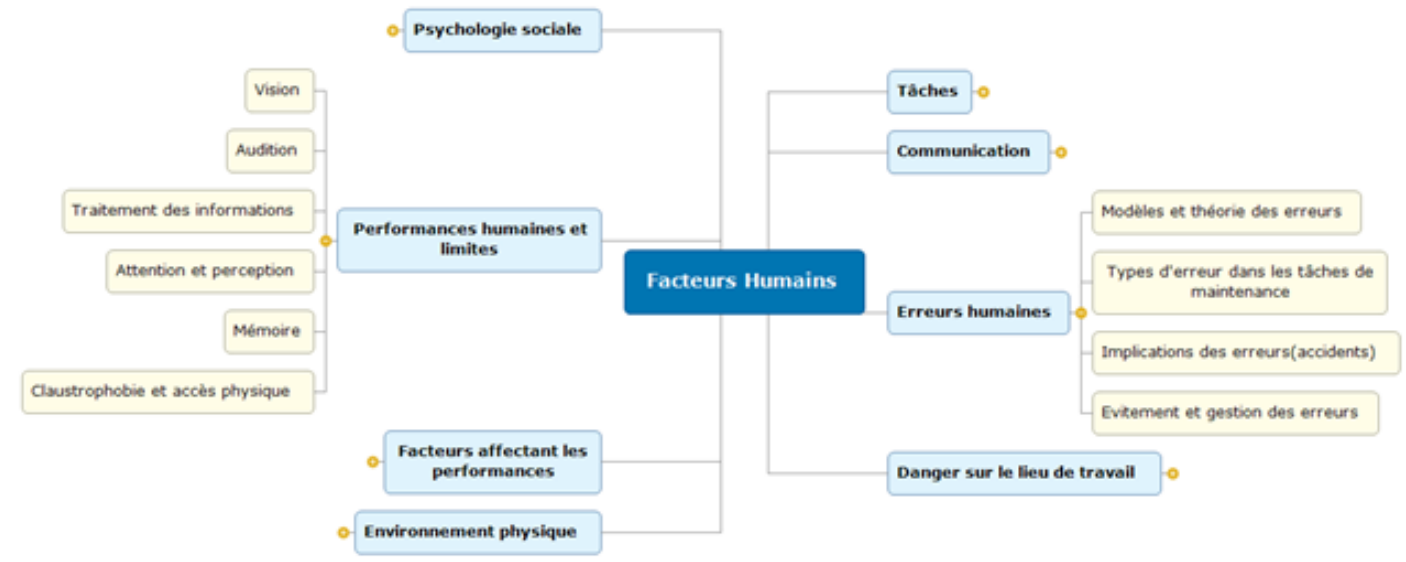 Psychologie sociale
Vision
Audition
Traitement des informations
Attention et perception
Mémoire
Claustrophobie et accès physique
Performances humaines et
limites
Facteurs affectant les
performances
Environnement physique
Facteurs Humains
Tâches
Communication
Erreurs humaines
Modèles et théorie des erreurs
Types d'erreur dans les tâches de
maintenance
Implications des erreurs(accidents)
Evitement et gestion des erreurs
Danger sur le lieu de travail